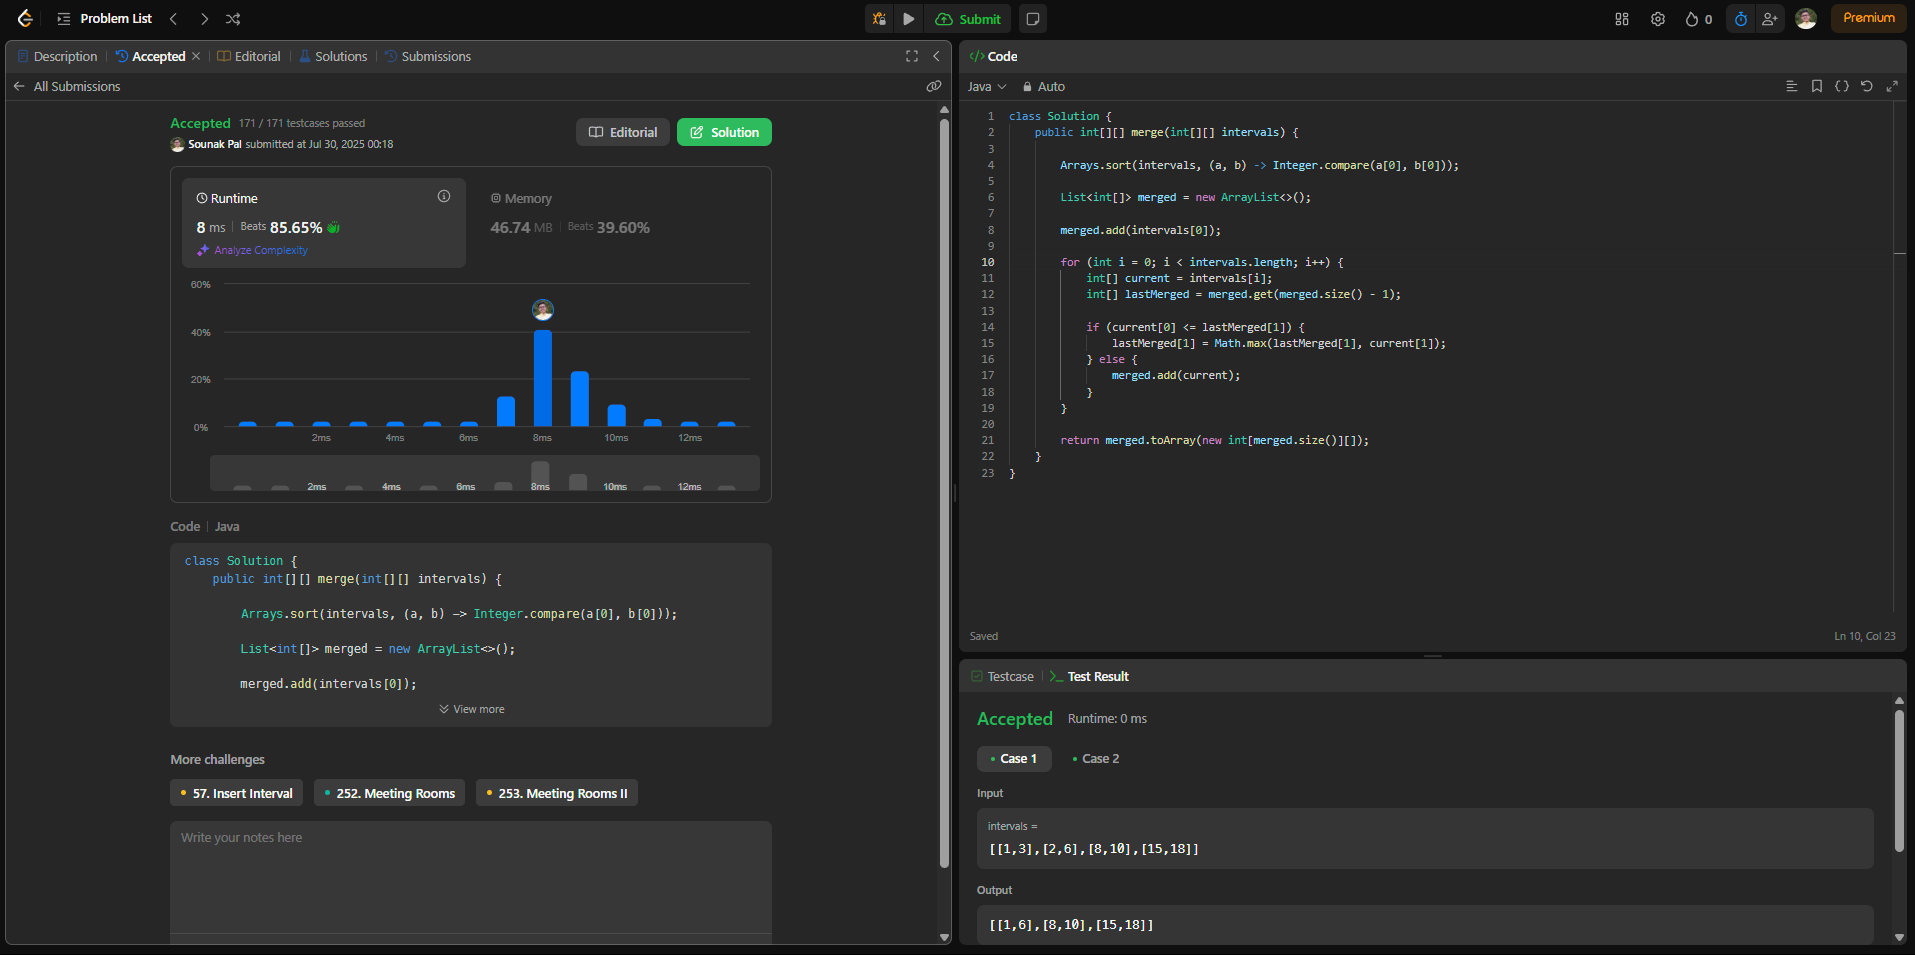 Problem List
Submit
0
Premium
Description
Accepted
Editorial
Solutions
Submissions
All Submissions
Accepted 171 / 171 testcases passed
Sounak Pal submitted at Jul 30, 2025 00:18
Editorial
Solution
Runtime
8 ms Beats 85.65%
Analyze Complexity
Memory
46.74 MB Beats 39.60%
60%
40%
20%
0%
2ms 4ms 6ms 8ms 10ms 12ms
2ms 4ms 6ms 8ms 10ms 12ms
Code Java
class Solution {
public int[][] merge(int[][] intervals) {
Arrays.sort(intervals, (a, b) -> Integer.compare(a[0], b[0]));
List<int[]> merged = new ArrayList<>();
merged.add(intervals[0]);
View more
More challenges
57. Insert Interval
252. Meeting Rooms
253. Meeting Rooms II
Write your notes here
</> Code
Java Auto
1 class Solution {
2 public int[][] merge(int[][] intervals) {
3
4 Arrays.sort(intervals, (a, b) -> Integer.compare(a[0], b[0]));
5
6 List<int[]> merged = new ArrayList<>();
7
8 merged.add(intervals[0]);
9
10 for (int i = 0; i < intervals.length; i++) {
11 int[] current = intervals[i];
12 int[] lastMerged = merged.get(merged.size() - 1);
13
14 if (current[0] <= lastMerged[1]) {
15 lastMerged[1] = Math.max(lastMerged[1], current[1]);
16 } else {
17 merged.add(current);
18 }
19 }
20
21 return merged.toArray(new int[merged.size()][]);
22 }
23 }
Saved
Ln 10, Col 23
Testcase
Test Result
Accepted Runtime: 0 ms
Case 1
Case 2
Input
intervals =
[[1,3],[2,6],[8,10],[15,18]]
Output
[[1,6],[8,10],[15,18]]